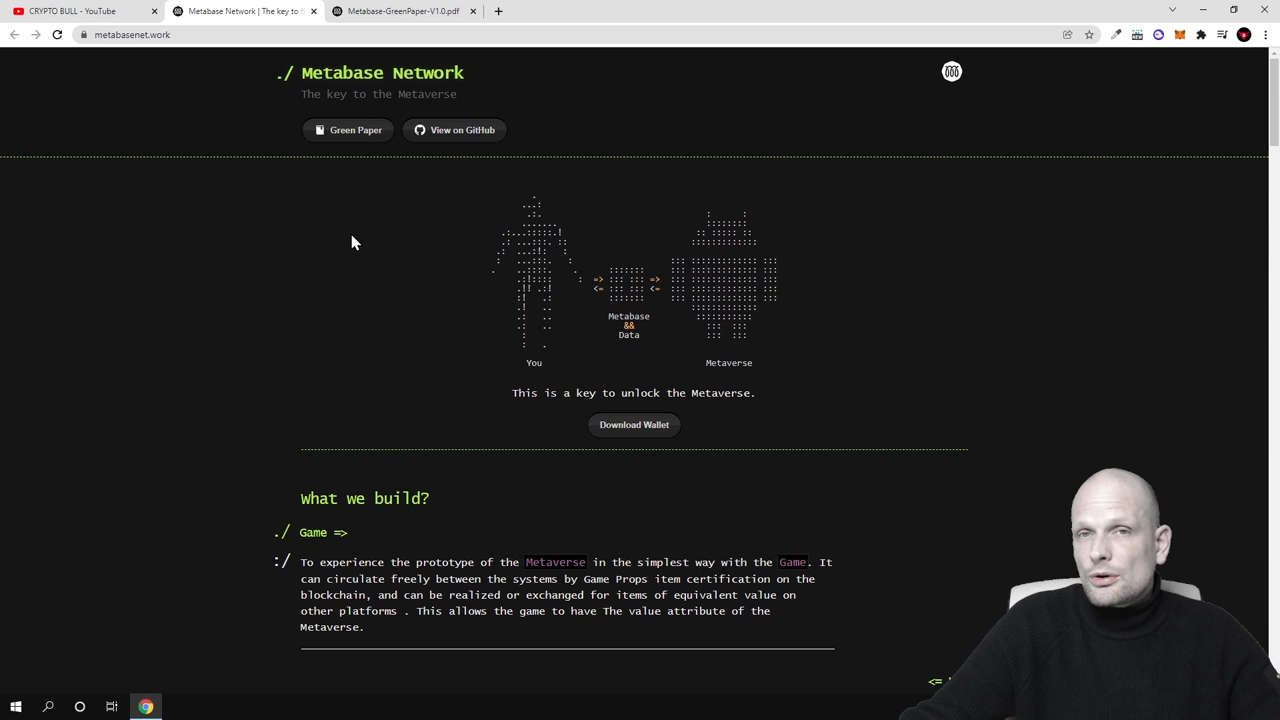 CRYPTO BULL - YouTube
Metabase Network | The key to t
Metabase-GreenPaper-V1.0.pdf
metabasenet.work
./ Metabase Network
The key to the Metaverse
Green Paper
View on GitHub
=> =>
<= <=
Metabase
&&
Data
You
Metaverse
This is a key to unlock the Metaverse.
Download Wallet
What we build?
./ Game =>
:/ To experience the prototype of the Metaverse in the simplest way with the Game. It
can circulate freely between the systems by Game Props item certification on the
blockchain, and can be realized or exchanged for items of equivalent value on
other platforms . This allows the game to have The value attribute of the
Metaverse.
<=